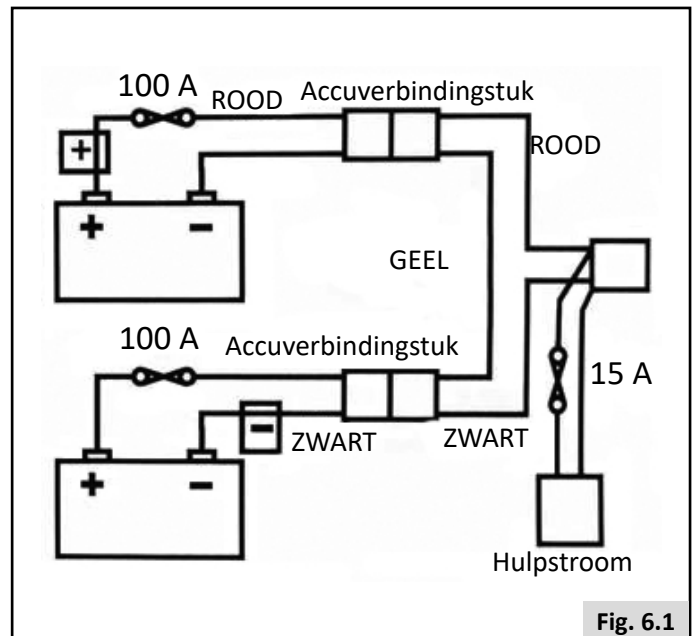 100 A
ROOD
Accuverbindingstuk
ROOD
+
+ −
GEEL
100 A
Accuverbindingstuk
15 A
−
ZWART
ZWART
+ −
Hulpstroom
Fig. 6.1